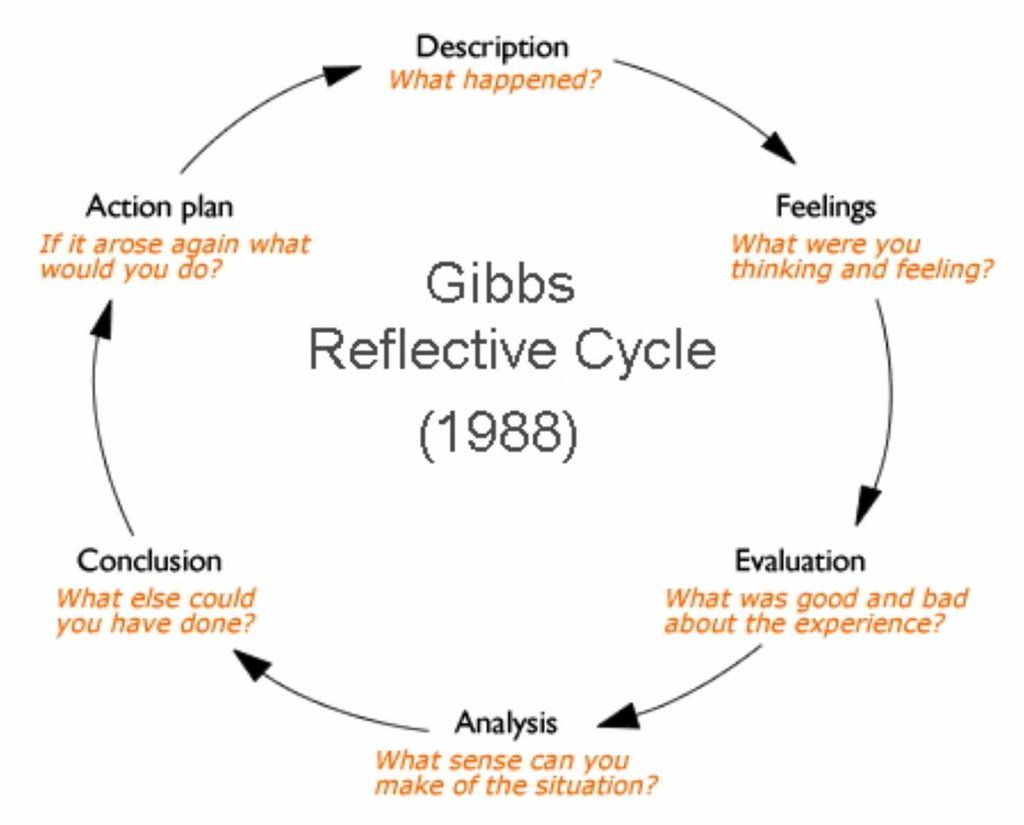 Description
What happened?
Feelings
What were you
thinking and feeling?
Evaluation
What was good and bad
about the experience?
Analysis
What sense can you
make of the situation?
Conclusion
What else could
you have done?
Action plan
If it arose again what
would you do?
Gibbs
Reflective Cycle
(1988)